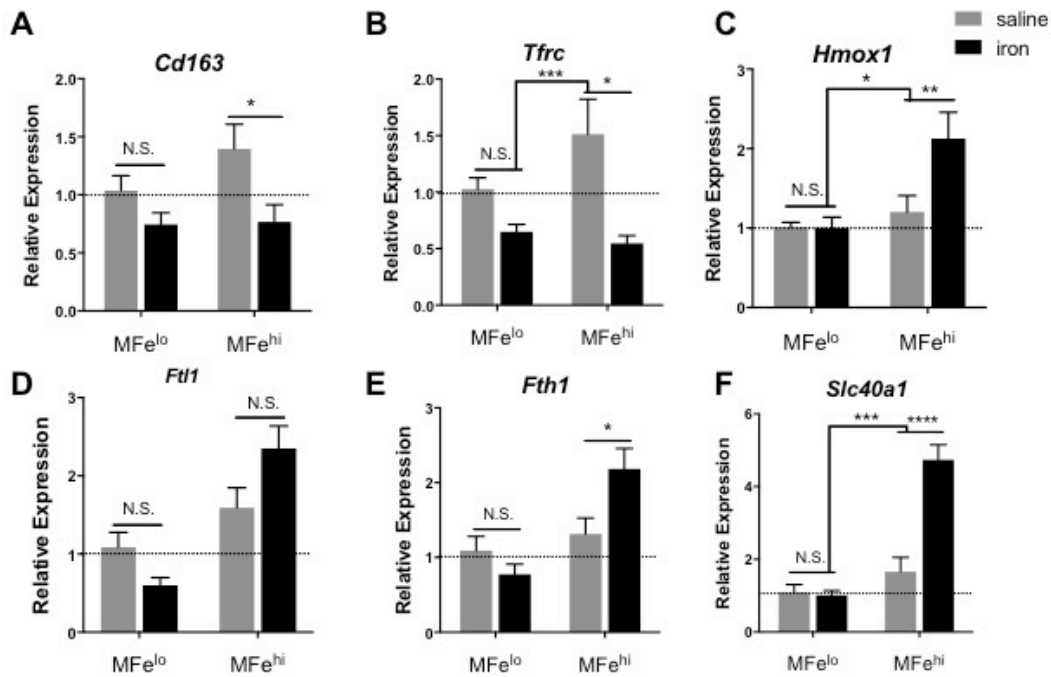 A
Cd163
Relative Expression
2.0
1.5
1.0
0.5
0.0
N.S.
*
MFelo
MFehi
B
Tfrc
Relative Expression
2.0
1.5
1.0
0.5
0.0
N.S.
***
*
MFelo
MFehi
C
Hmox1
saline
iron
Relative Expression
3
2
1
0
N.S.
*
**
MFelo
MFehi
D
Ftl1
Relative Expression
3
2
1
0
N.S.
N.S.
MFelo
MFehi
E
Fth1
Relative Expression
3
2
1
0
N.S.
*
MFelo
MFehi
F
Slc40a1
Relative Expression
6
4
2
1
0
N.S.
***
****
MFelo
MFehi